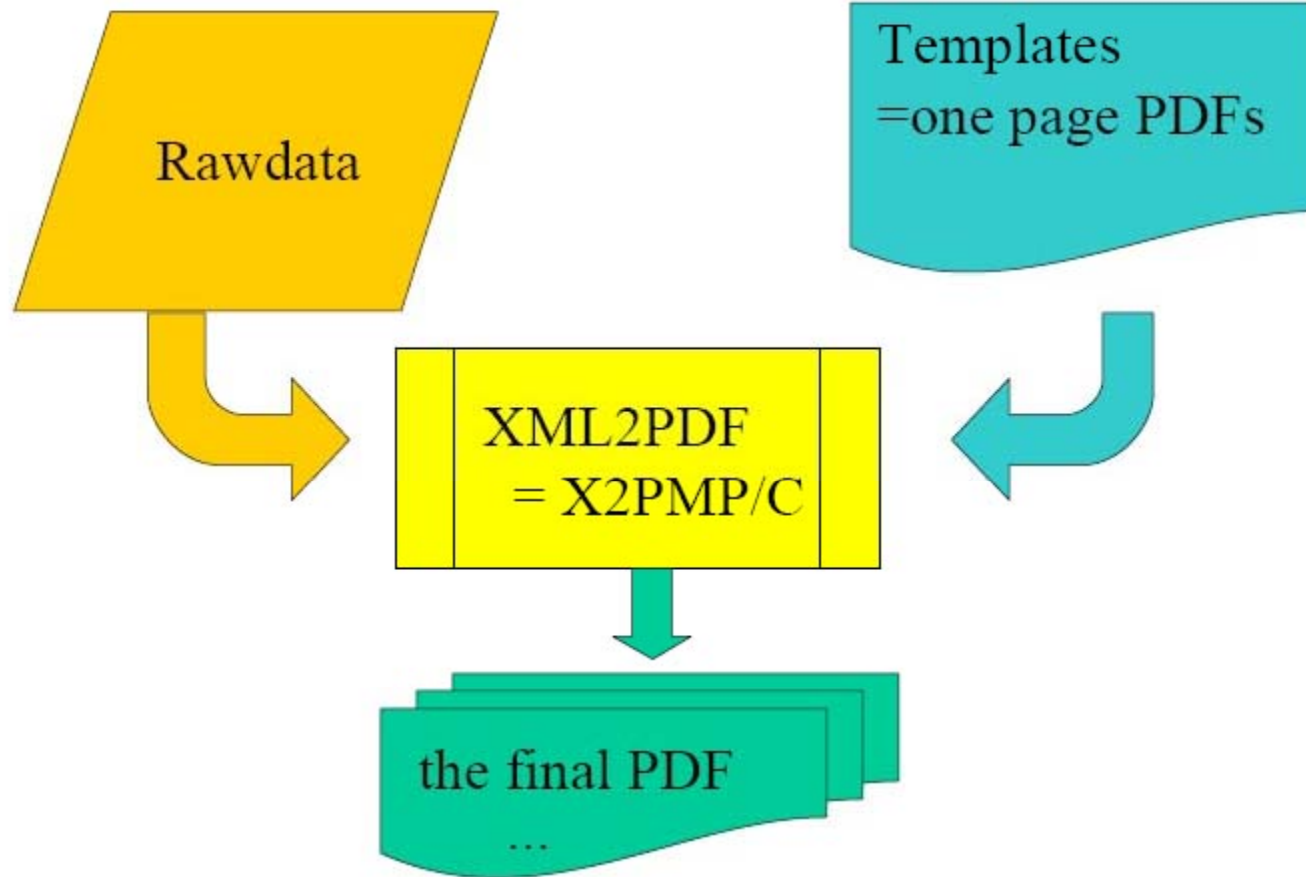 Rawdata
Templates
=one page PDFs
XML2PDF
= X2PMP/C
the final PDF
...